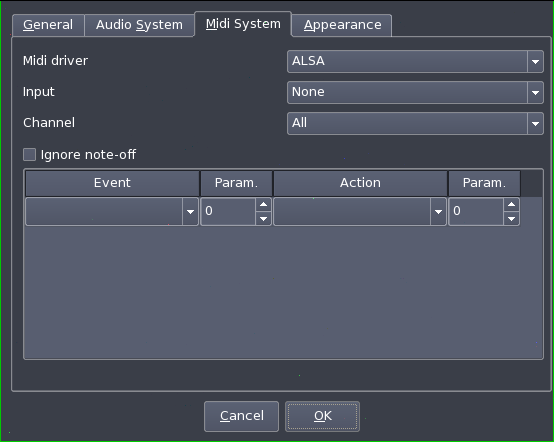 General Audio System Midi System Appearance
Midi driver ALSA
Input None
Channel All
Ignore note-off
Event Param. Action Param.
0 0
Cancel OK